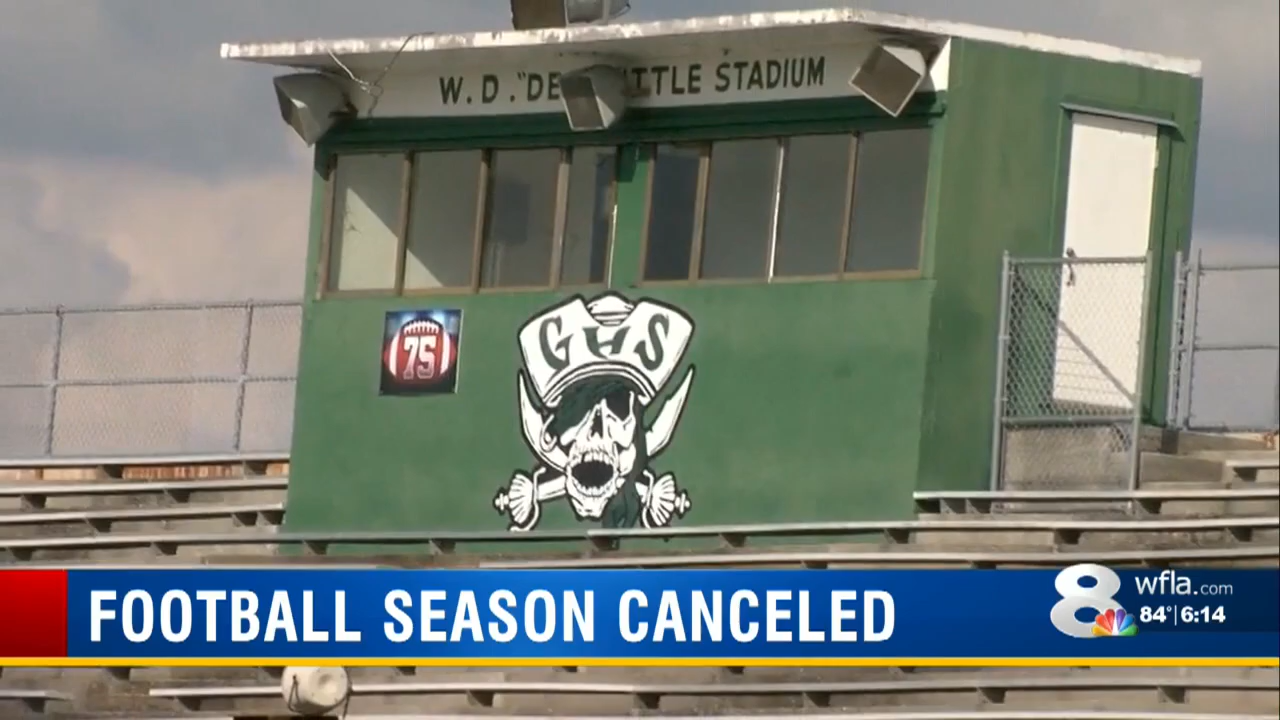 W.D. "DE TTLE STADIUM
75
GHS
FOOTBALL SEASON CANCELED
8
wfla.com
84° | 6:14